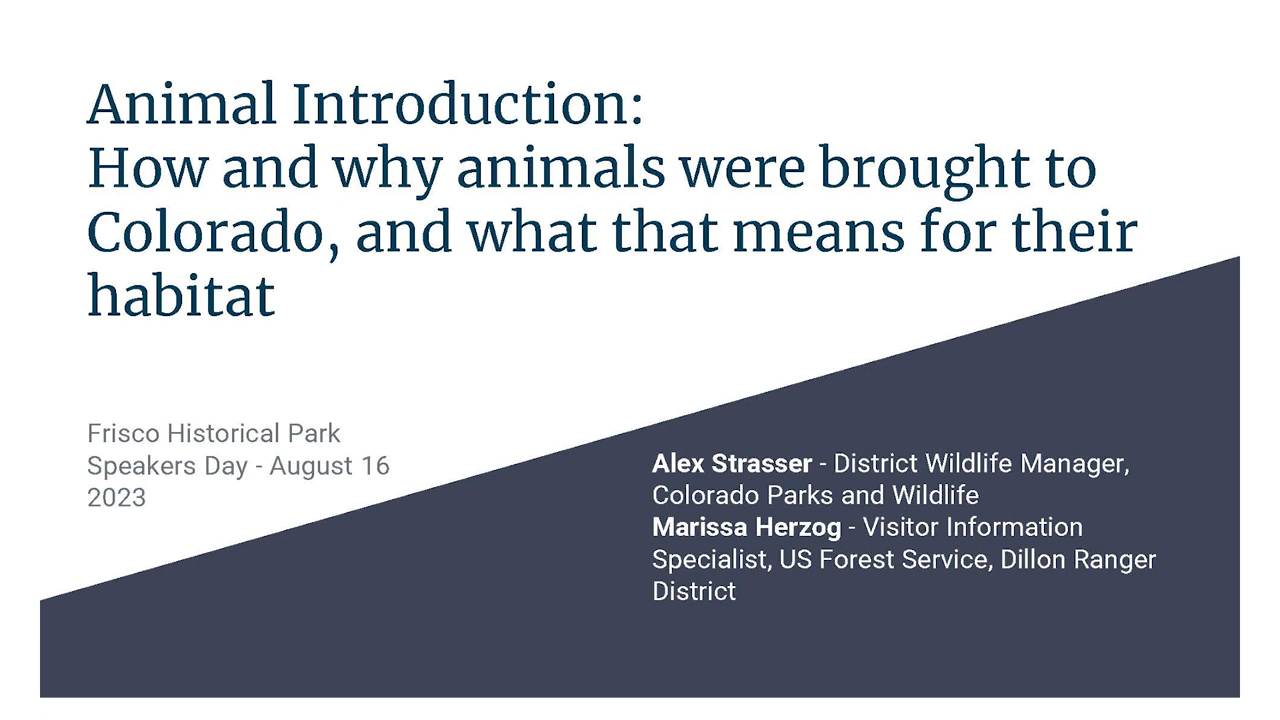 Animal Introduction:
How and why animals were brought to
Colorado, and what that means for their
habitat
Frisco Historical Park
Speakers Day - August 16
2023
Alex Strasser - District Wildlife Manager,
Colorado Parks and Wildlife
Marissa Herzog - Visitor Information
Specialist, US Forest Service, Dillon Ranger
District